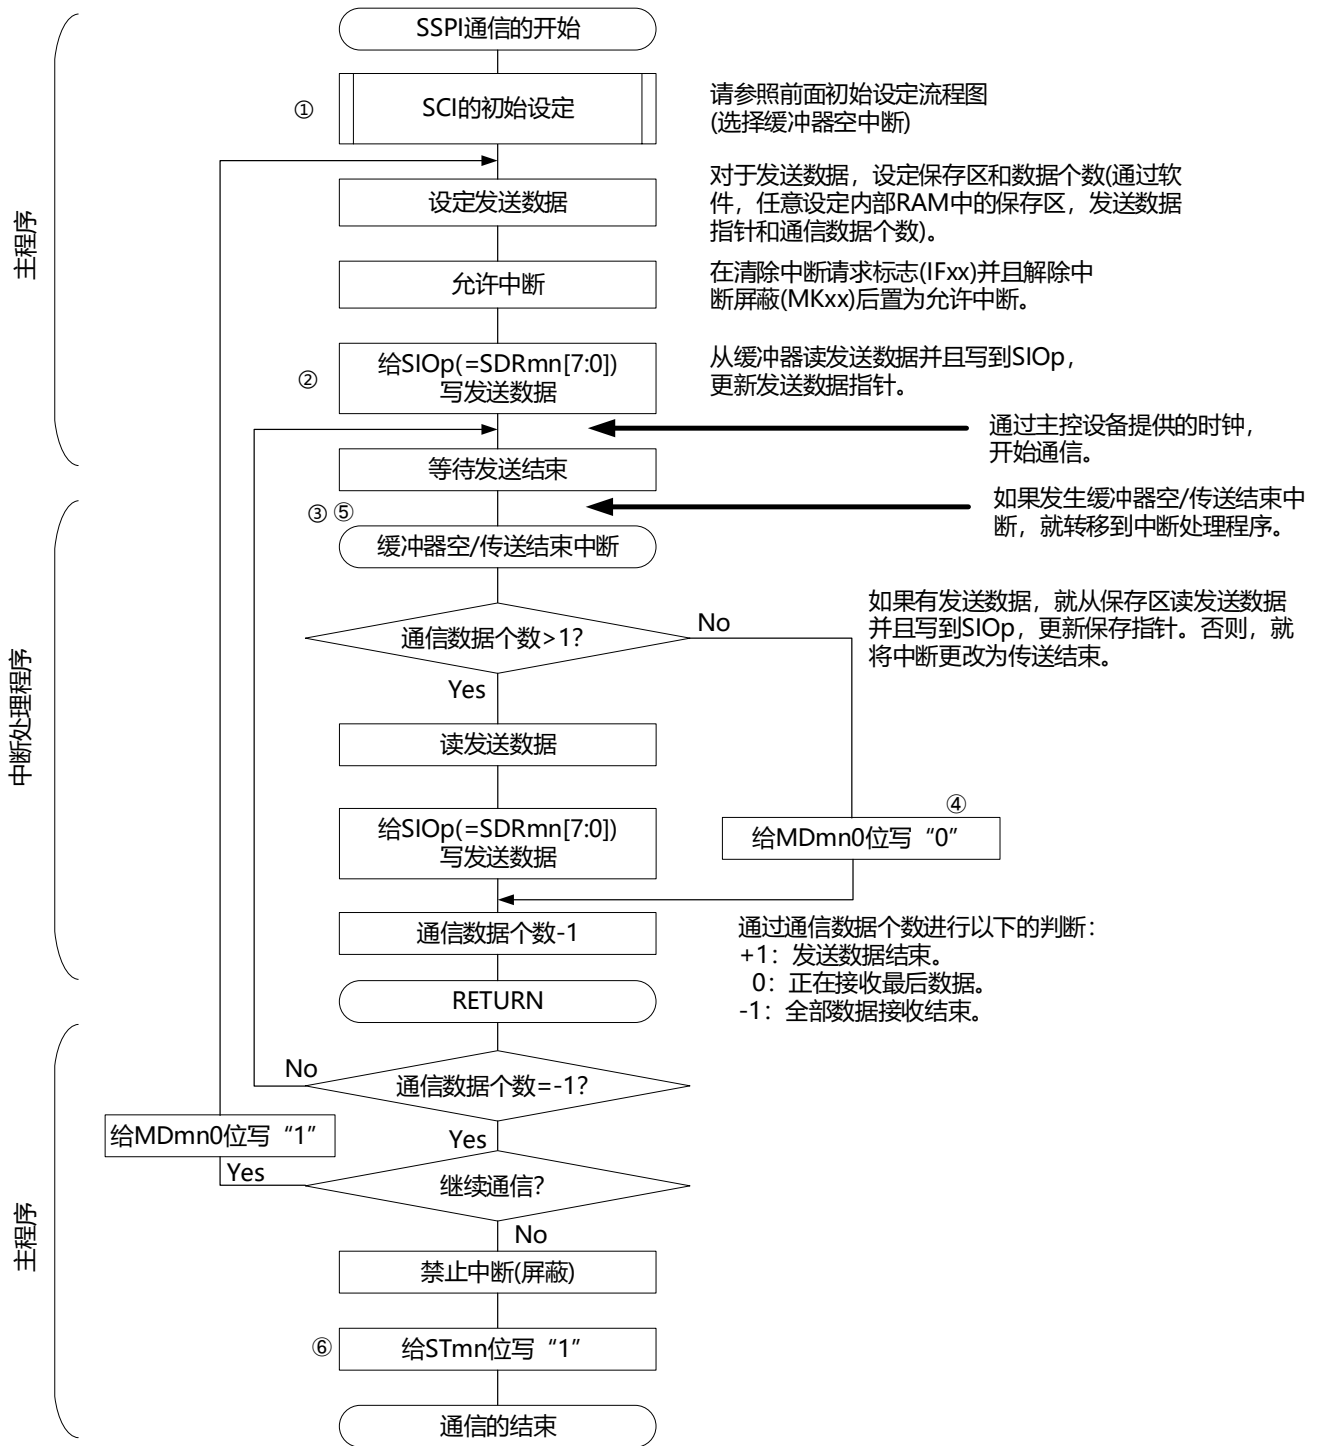 SSPI通信的开始
①
SCI的初始设定
请参照前面初始设定流程图
(选择缓冲器空中断)
设定发送数据
对于发送数据，设定保存区和数据个数(通过软
件，任意设定内部RAM中的保存区，发送数据
指针和通信数据个数)。
主程序
允许中断
在清除中断请求标志(IFxx)并且解除中
断屏蔽(MKxx)后置为允许中断。
②
给SIOp(=SDRmn[7:0])
写发送数据
从缓冲器读发送数据并且写到SIOp，
更新发送数据指针。
通过主控设备提供的时钟，
开始通信。
等待发送结束
③ ⑤
如果发生缓冲器空/传送结束中
断，就转移到中断处理程序。
缓冲器空/传送结束中断
如果有发送数据，就从保存区读发送数据
并且写到SIOp，更新保存指针。否则，就
将中断更改为传送结束。
通信数据个数>1?
No
Yes
中断处理程序
读发送数据
给SIOp(=SDRmn[7:0])
写发送数据
④
给MDmn0位写“0”
通信数据个数-1
通过通信数据个数进行以下的判断：
+1：发送数据结束。
0：正在接收最后数据。
-1：全部数据接收结束。
RETURN
No
通信数据个数=-1?
Yes
给MDmn0位写“1”
Yes
继续通信?
No
主程序
禁止中断(屏蔽)
⑥
给STmn位写“1”
通信的结束